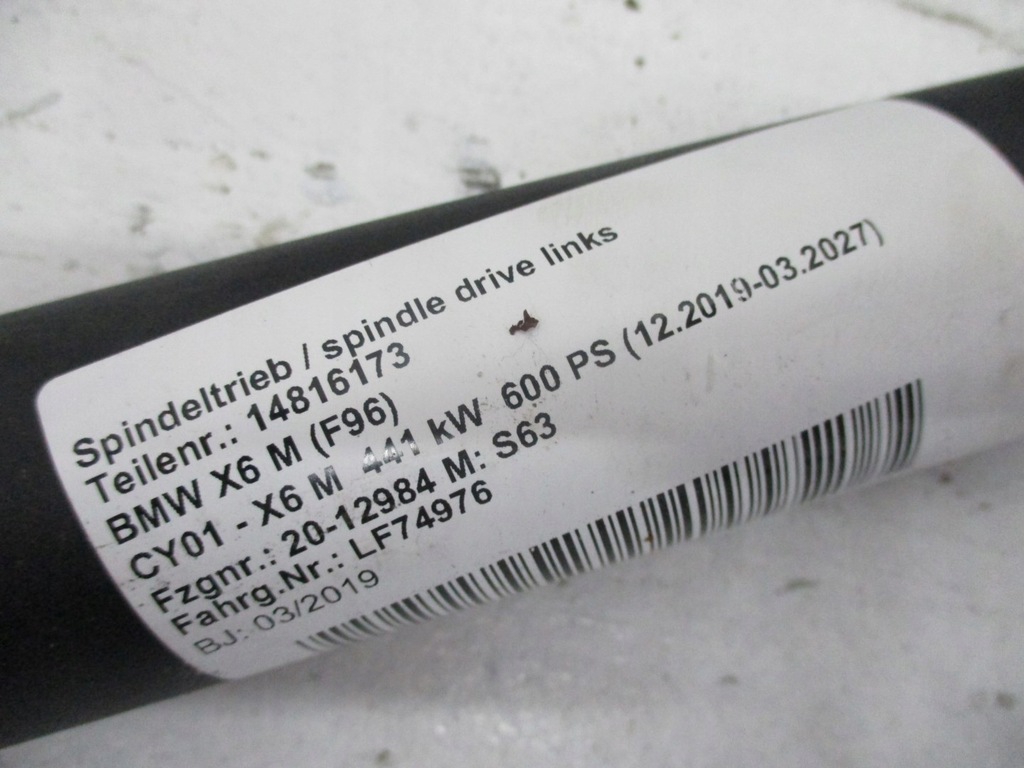 Spindeltrieb / spindle drive links
Teilenr.: 14816173
BMW X6 M (F96)
CY01 - X6 M 441 kW 600 PS (12.2019-03.2027)
Fzgnr.: 20-12984 M: S63
Fahrg.Nr.: LF74976
BJ: 03/2019